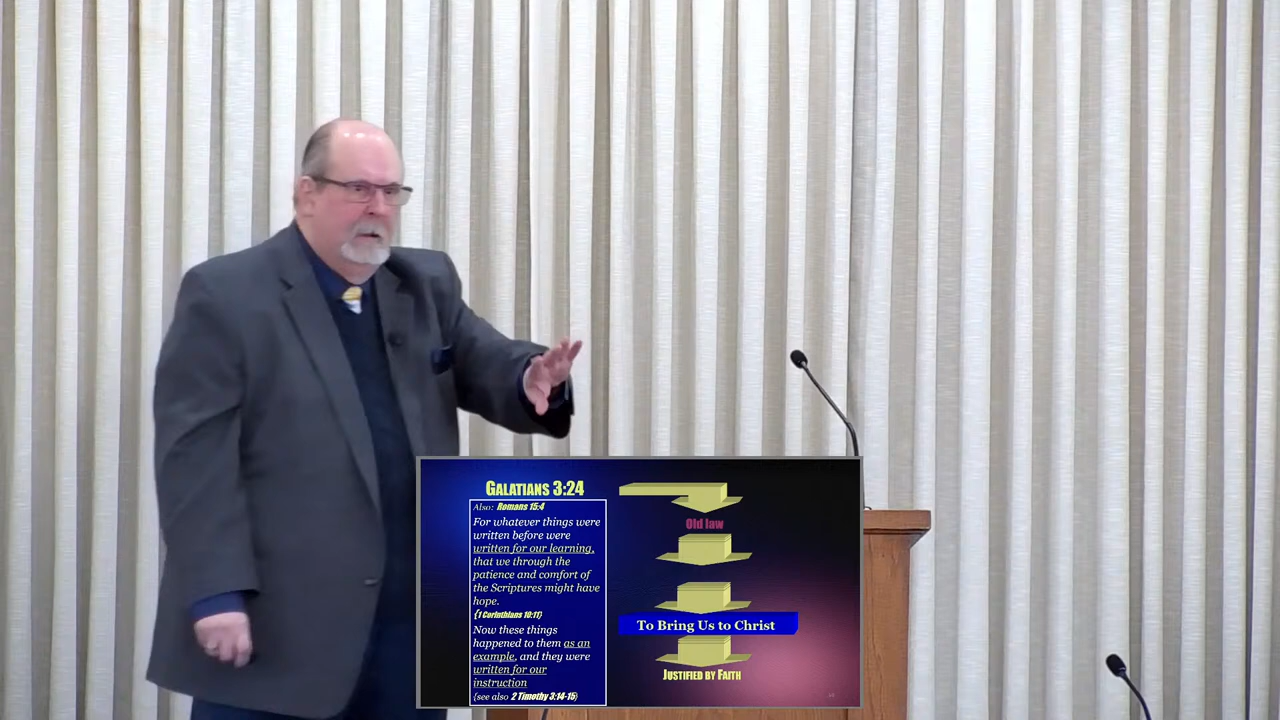 GALATIANS 3:24
Also: Romans 15:4
For whatever things were
written before were
written for our learning,
that we through the
patience and comfort of
the Scriptures might have
hope.
{1 Corinthians 10:11}
Now these things
happened to them as an
example, and they were
written for our
instruction
{see also 2 Timothy 3:14-15}
Old law
To Bring Us to Christ
JUSTIFIED BY FAITH